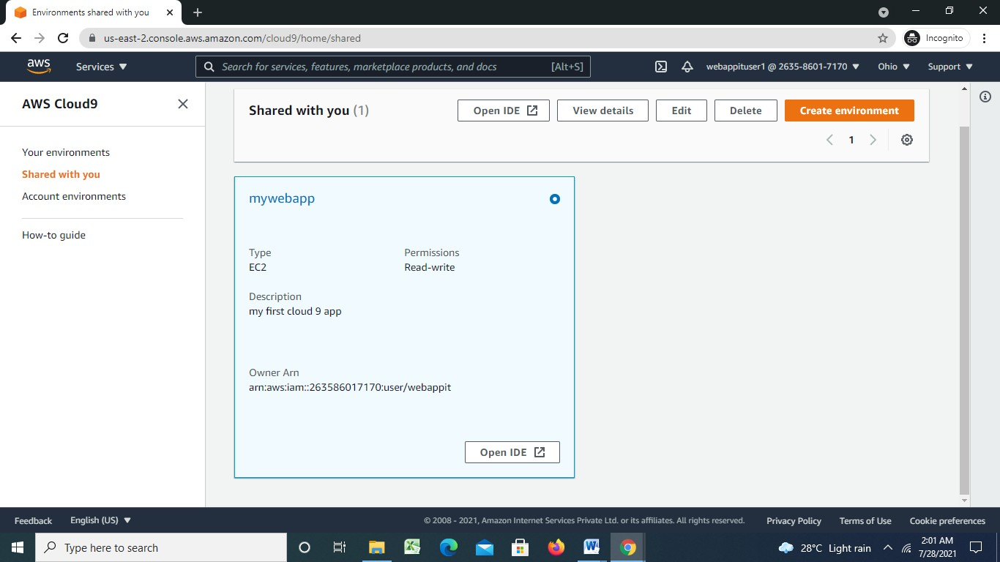 Environments shared with you
us-east-2.console.aws.amazon.com/cloud9/home/shared
Incognito
aws
Services
Search for services, features, marketplace products, and docs [Alt+S]
webappituser1 @ 2635-8601-7170
Ohio
Support
AWS Cloud9
Your environments
Shared with you
Account environments
How-to guide
Shared with you (1)
Open IDE
View details
Edit
Delete
Create environment
1
mywebapp
Type
EC2
Permissions
Read-write
Description
my first cloud 9 app
Owner Arn
arn:aws:iam::263586017170:user/webappit
Open IDE
Feedback
English (US)
© 2008 - 2021, Amazon Internet Services Private Ltd. or its affiliates. All rights reserved.
Privacy Policy
Terms of Use
Cookie preferences
Type here to search
28°C Light rain
2:01 AM
7/28/2021